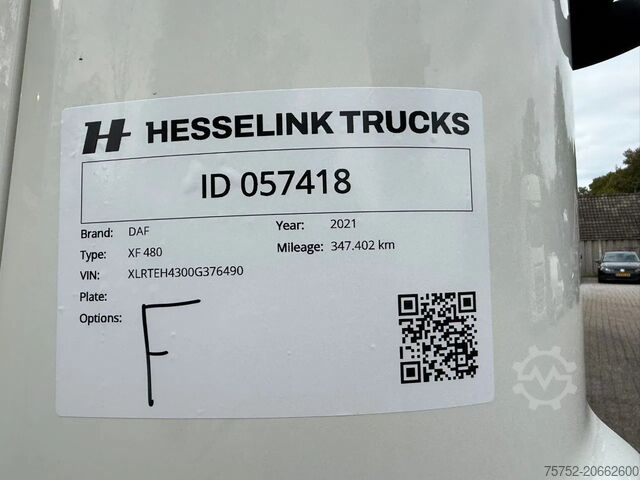 HESSELINK TRUCKS
ID 057418
Brand: DAF Year: 2021
Type: XF 480 Mileage: 347.402 km
VIN: XLRTEH4300G376490
Plate:
Options: F
75752-20662600